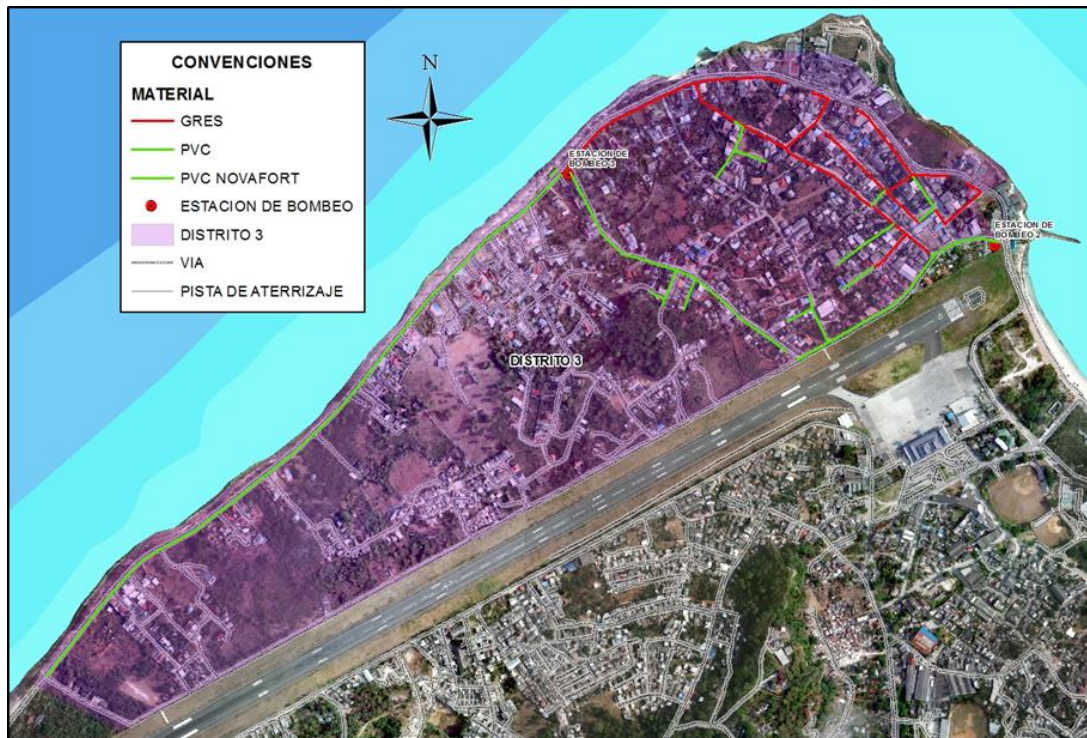 CONVENCIONES
MATERIAL
GRES
PVC
PVC NOVAFORT
ESTACION DE BOMBEO
DISTRITO 3
VIA
PISTA DE ATERRIZAJE
N
ESTACION DE
BOMBEO 3
ESTACION DE
BOMBEO 2
DISTRITO 3